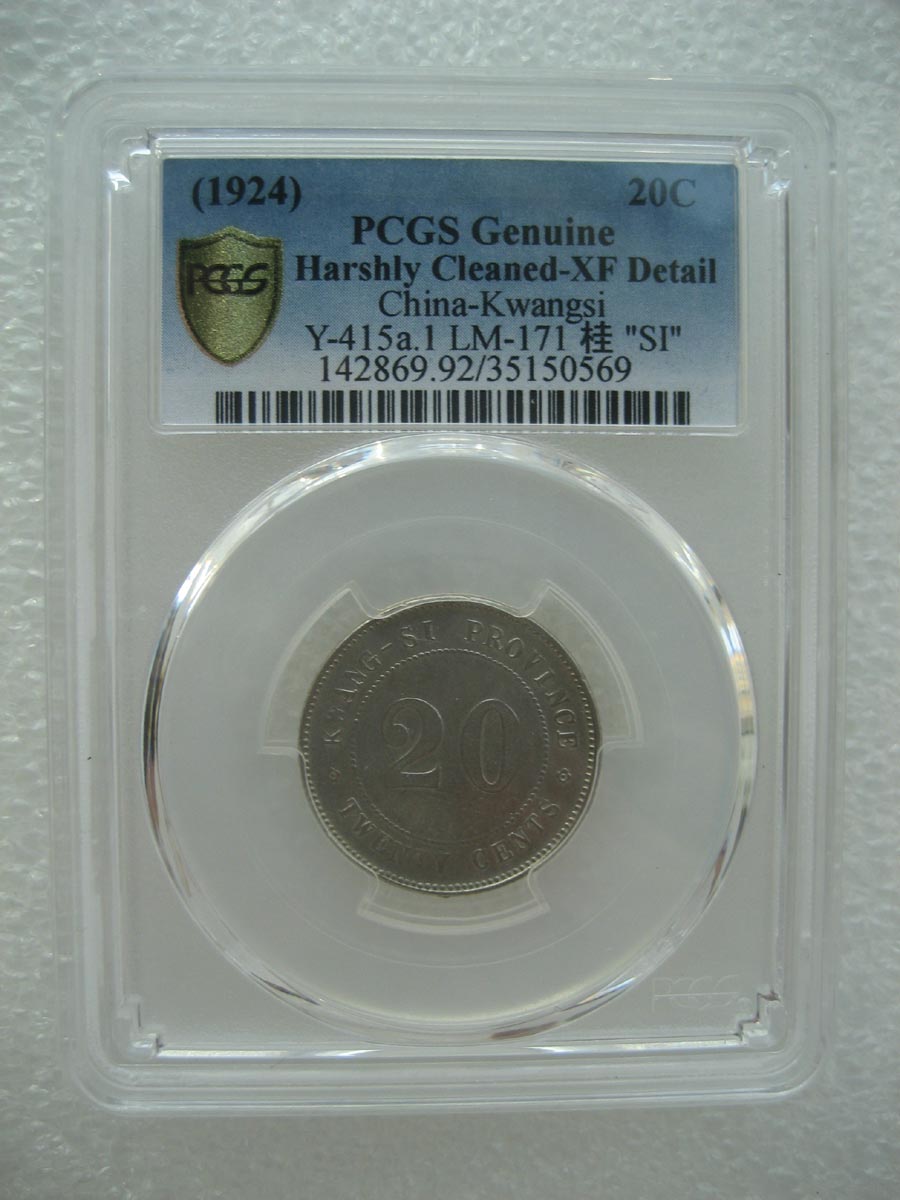 (1924) 20C
PCGS Genuine
PCGS
Harshly Cleaned-XF Detail
China-Kwangsi
Y-415a.1 LM-171 桂 "SI"
142869.92/35150569
KWANG-SI PROVINCE
20
TWENTY CENTS
PCGS